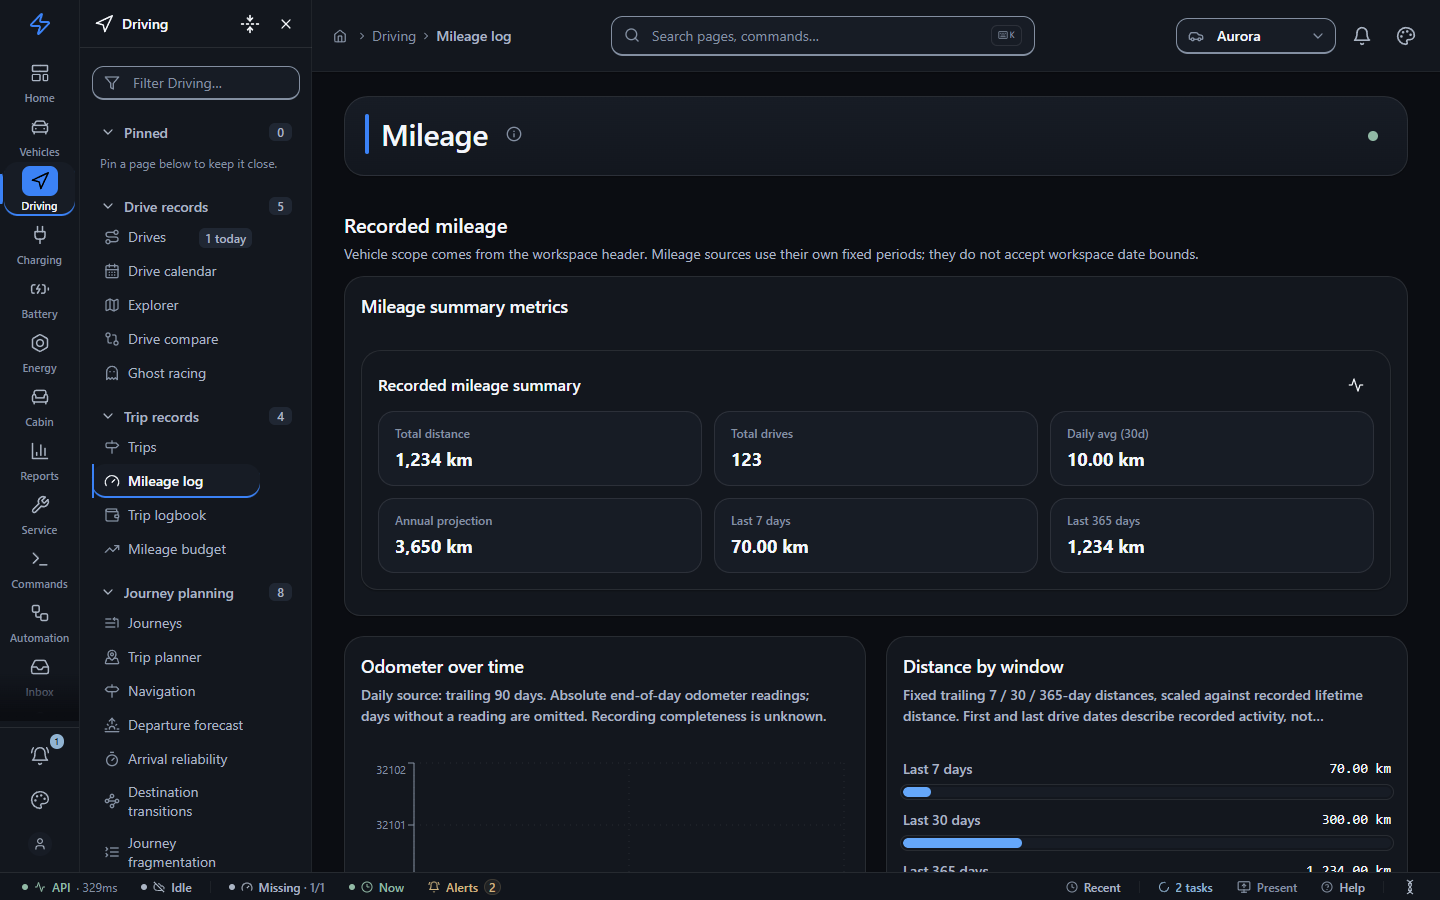 Driving
Driving
Mileage log
Search pages, commands...
K
Aurora
Home
Vehicles
Driving
Charging
Battery
Energy
Cabin
Reports
Service
Commands
Automation
Inbox
1
Filter Driving...
Pinned
0
Pin a page below to keep it close.
Drive records
5
Drives
1 today
Drive calendar
Explorer
Drive compare
Ghost racing
Trip records
4
Trips
Mileage log
Trip logbook
Mileage budget
Journey planning
8
Journeys
Trip planner
Navigation
Departure forecast
Arrival reliability
Destination
transitions
Journey
fragmentation
Mileage
Recorded mileage
Vehicle scope comes from the workspace header. Mileage sources use their own fixed periods; they do not accept workspace date bounds.
Mileage summary metrics
Recorded mileage summary
Total distance
1,234 km
Total drives
123
Daily avg (30d)
10.00 km
Annual projection
3,650 km
Last 7 days
70.00 km
Last 365 days
1,234 km
Odometer over time
Daily source: trailing 90 days. Absolute end-of-day odometer readings;
days without a reading are omitted. Recording completeness is unknown.
32102
32101
Distance by window
Fixed trailing 7 / 30 / 365-day distances, scaled against recorded lifetime
distance. First and last drive dates describe recorded activity, not...
Last 7 days
70.00 km
Last 30 days
300.00 km
Last 365 days
1,234.00 km
API · 329ms
Idle
Missing · 1/1
Now
Alerts 2
Recent
2 tasks
Present
Help